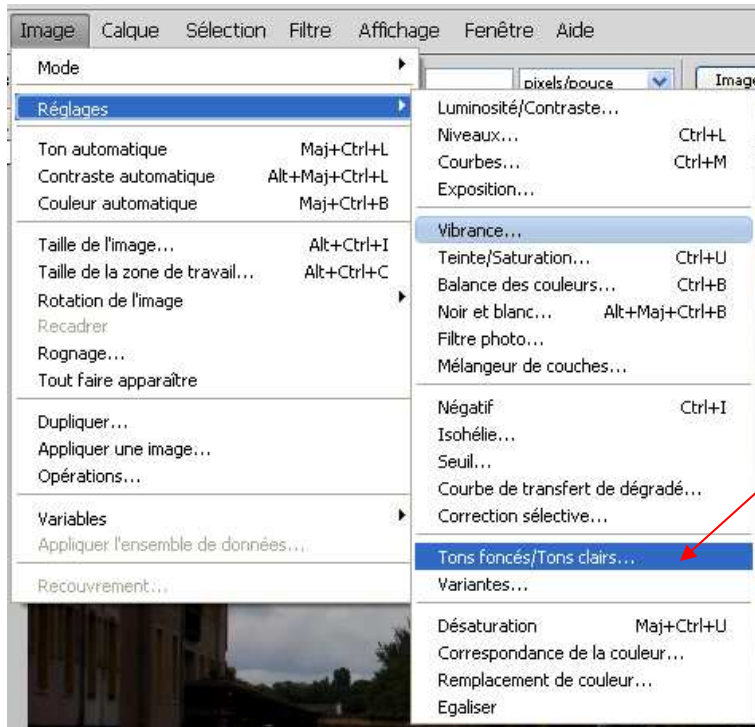 Image Calque Sélection Filtre Affichage Fenêtre Aide
pixels/pouce Image
Mode
Réglages
Ton automatique Maj+Ctrl+L
Contraste automatique Alt+Maj+Ctrl+L
Couleur automatique Maj+Ctrl+B
Taille de l'image... Alt+Ctrl+I
Taille de la zone de travail... Alt+Ctrl+C
Rotation de l'image
Recadrer
Rognage...
Tout faire apparaître
Dupliquer...
Appliquer une image...
Opérations...
Variables
Appliquer l'ensemble de données...
Recouvrement...
Luminosité/Contraste...
Niveaux... Ctrl+L
Courbes... Ctrl+M
Exposition...
Vibrance...
Teinte/Saturation... Ctrl+U
Balance des couleurs... Ctrl+B
Noir et blanc... Alt+Maj+Ctrl+B
Filtre photo...
Mélangeur de couches...
Négatif Ctrl+I
Isohélie...
Seuil...
Courbe de transfert de dégradé...
Correction sélective...
Tons foncés/Tons clairs...
Variantes...
Désaturation Maj+Ctrl+U
Correspondance de la couleur...
Remplacement de couleur...
Egaliser